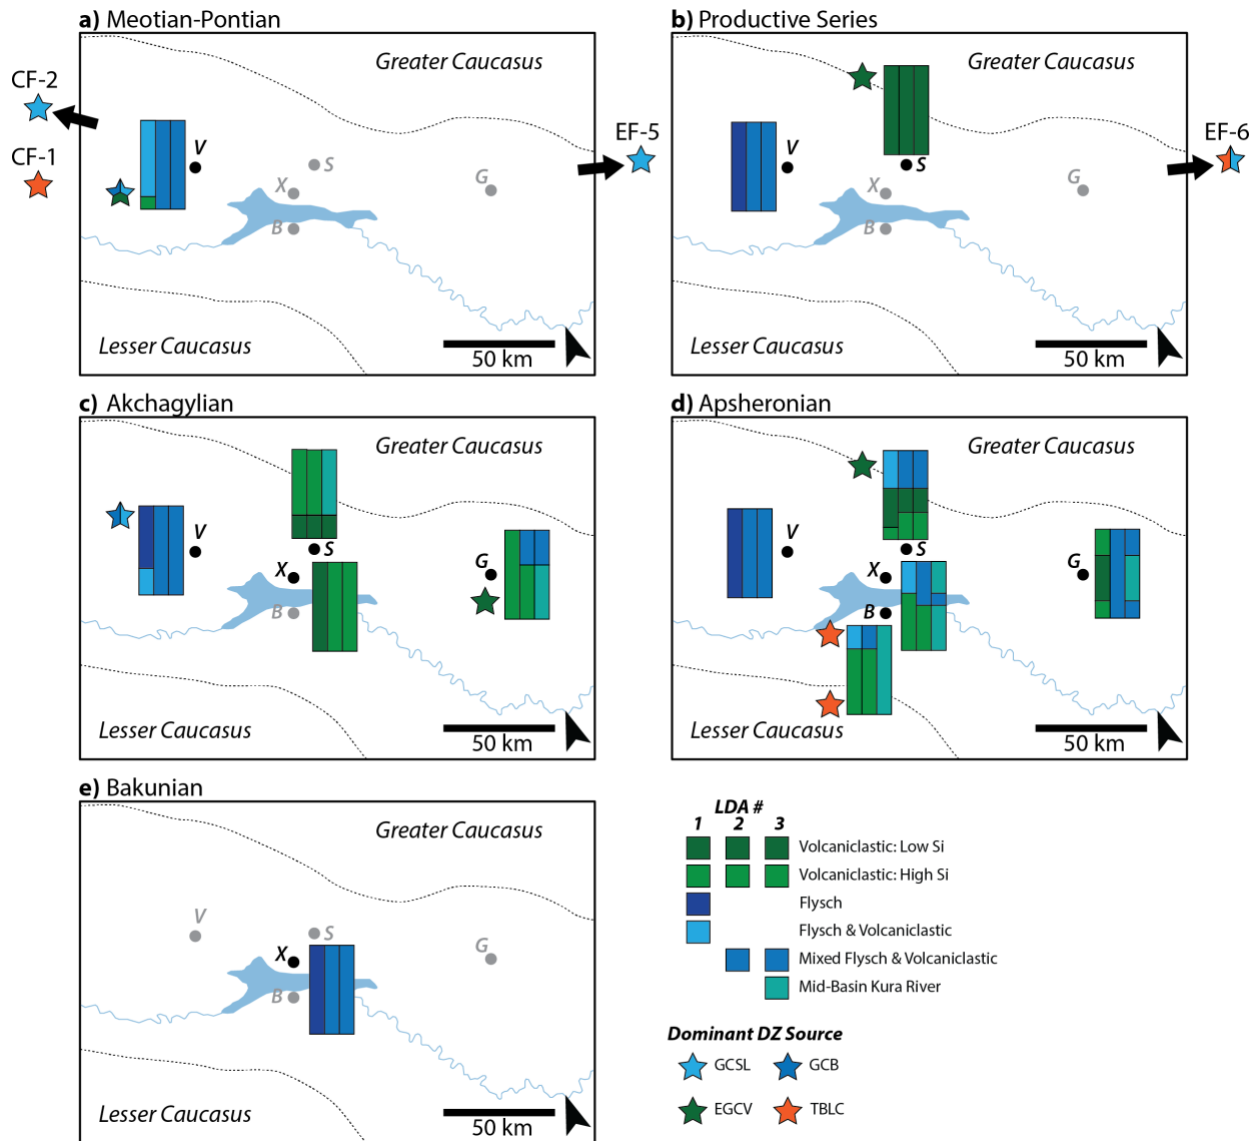 a) Meotian-Pontian
Greater Caucasus
CF-2
CF-1
V
S
X
G
B
EF-5
Lesser Caucasus
50 km
b) Productive Series
Greater Caucasus
V
S
X
G
B
EF-6
Lesser Caucasus
50 km
c) Akchagylian
Greater Caucasus
V
S
X
G
B
Lesser Caucasus
50 km
d) Apsheronian
Greater Caucasus
V
S
X
G
B
Lesser Caucasus
50 km
e) Bakunian
Greater Caucasus
V
S
X
G
B
Lesser Caucasus
50 km
LDA #
1 2 3
Volcaniclastic: Low Si
Volcaniclastic: High Si
Flysch
Flysch & Volcaniclastic
Mixed Flysch & Volcaniclastic
Mid-Basin Kura River
Dominant DZ Source
GCSL GCB
EGCV TBLC